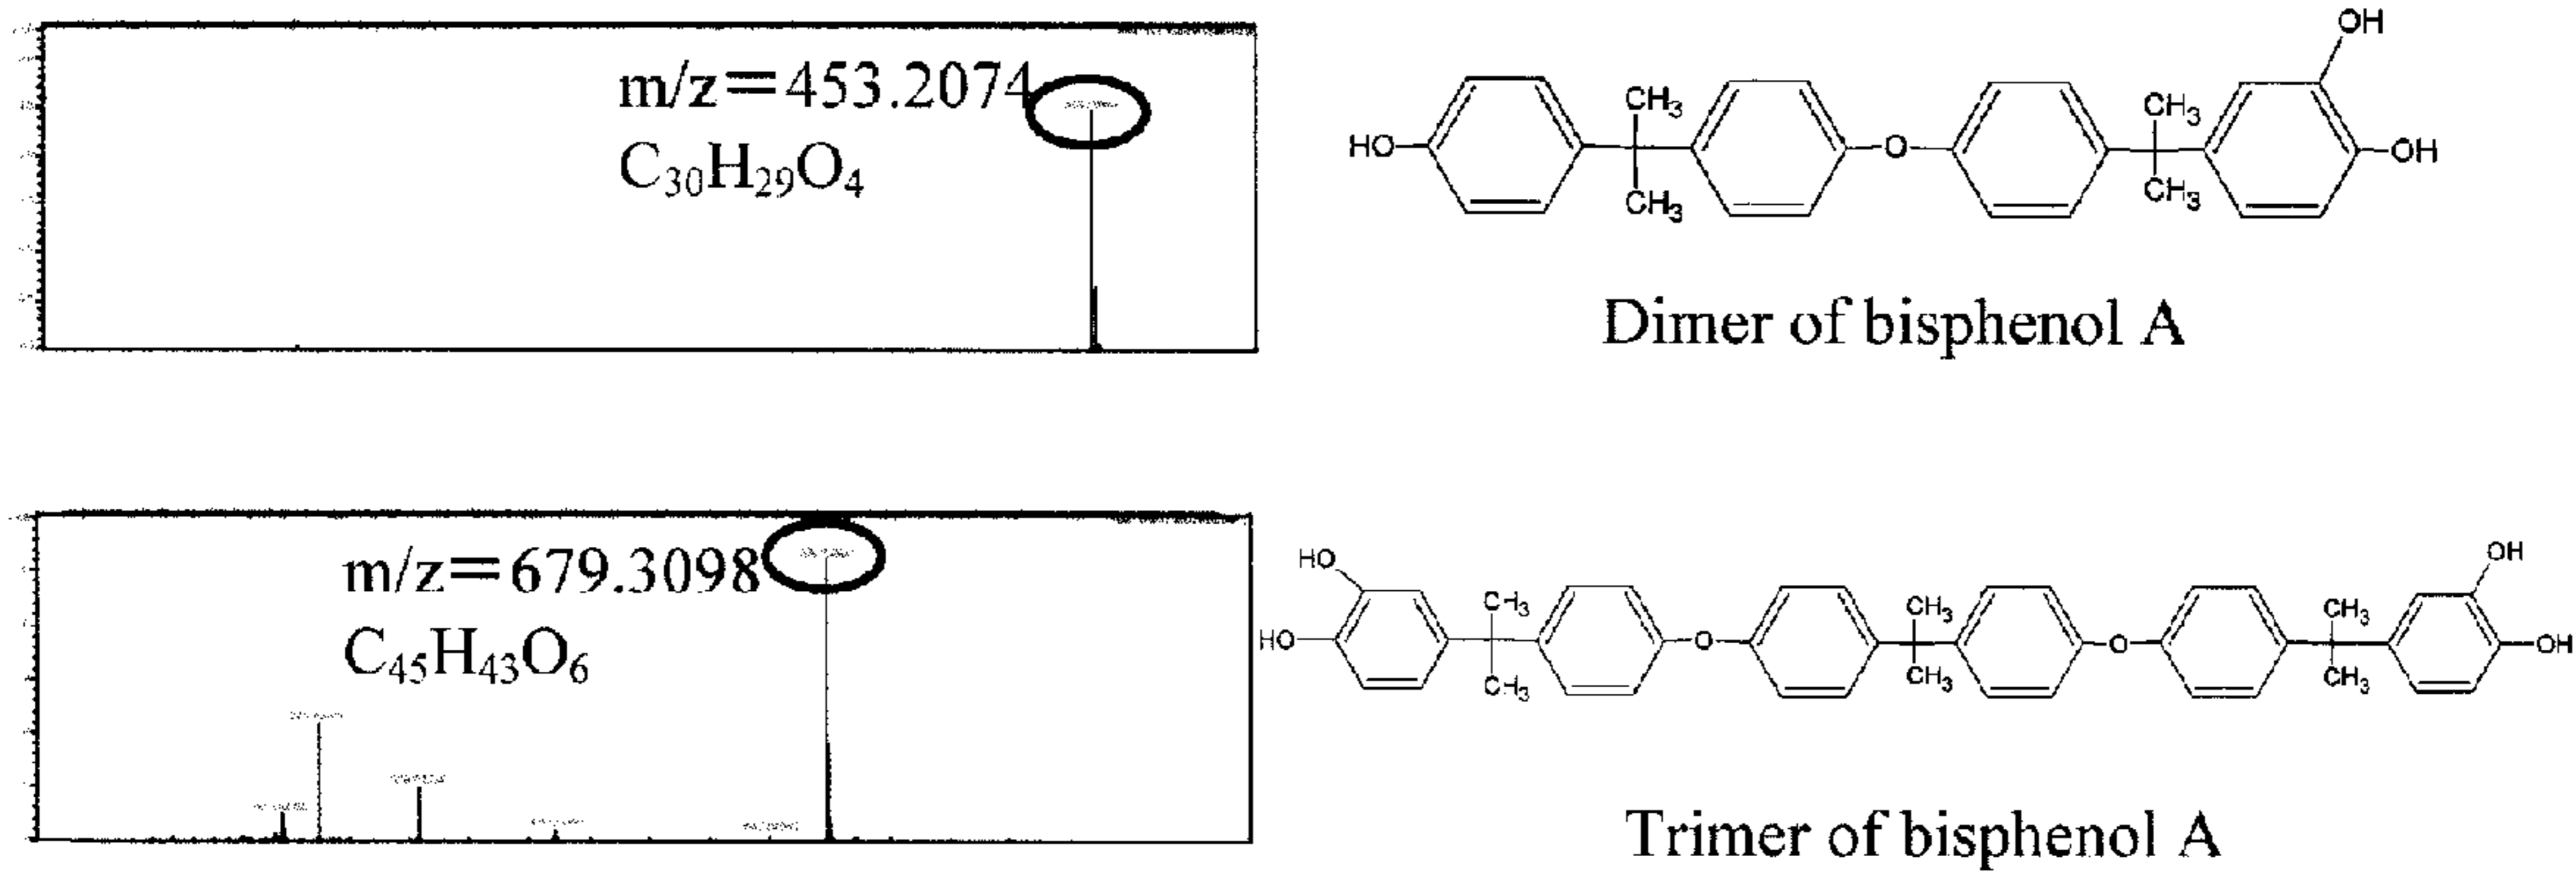 m/z=453.2074
C₃₀H₂₉O₄
OH
CH₃
CH₃
HO
O
OH
CH₃
CH₃
Dimer of bisphenol A
m/z=679.3098
C₄₅H₄₃O₆
HO
OH
CH₃
CH₃
CH₃
HO
O
O
OH
CH₃
CH₃
CH₃
Trimer of bisphenol A